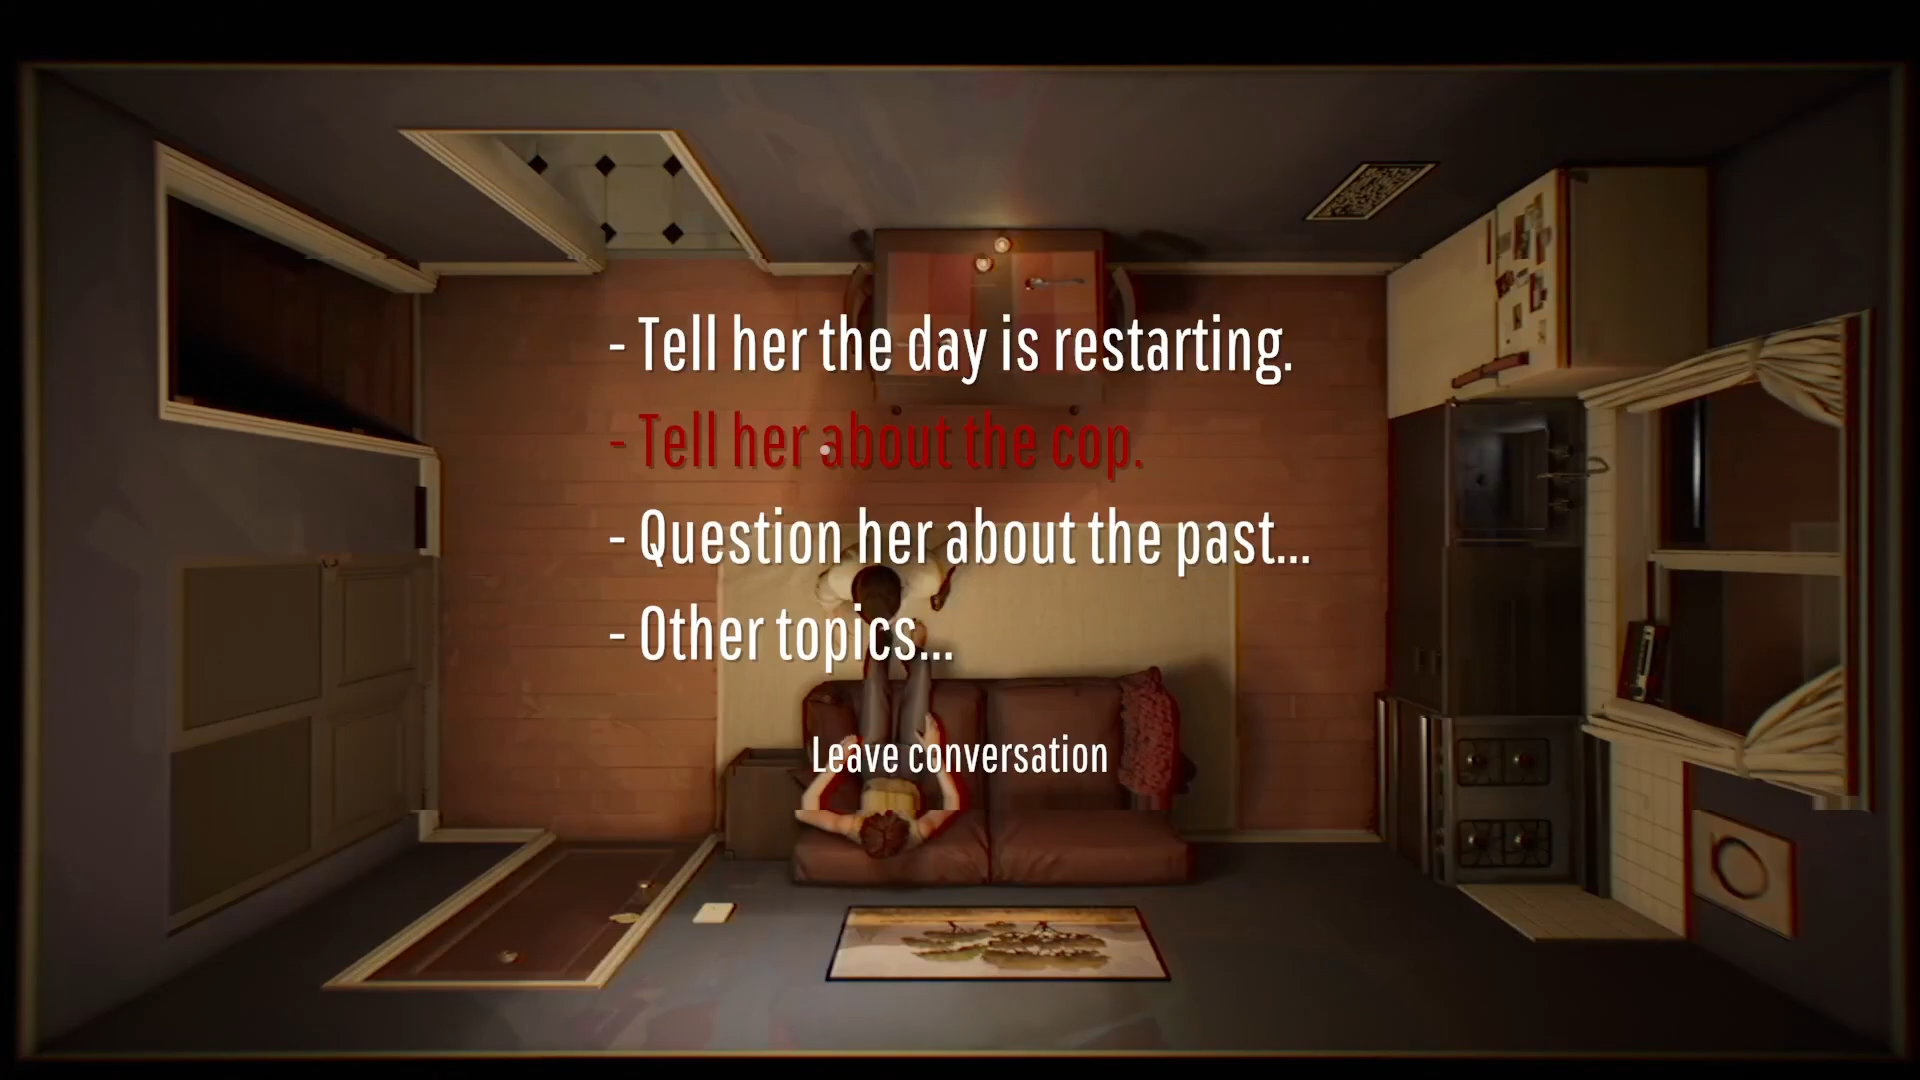 - Tell her the day is restarting.
- Tell her about the cop.
- Question her about the past...
- Other topics...
Leave conversation